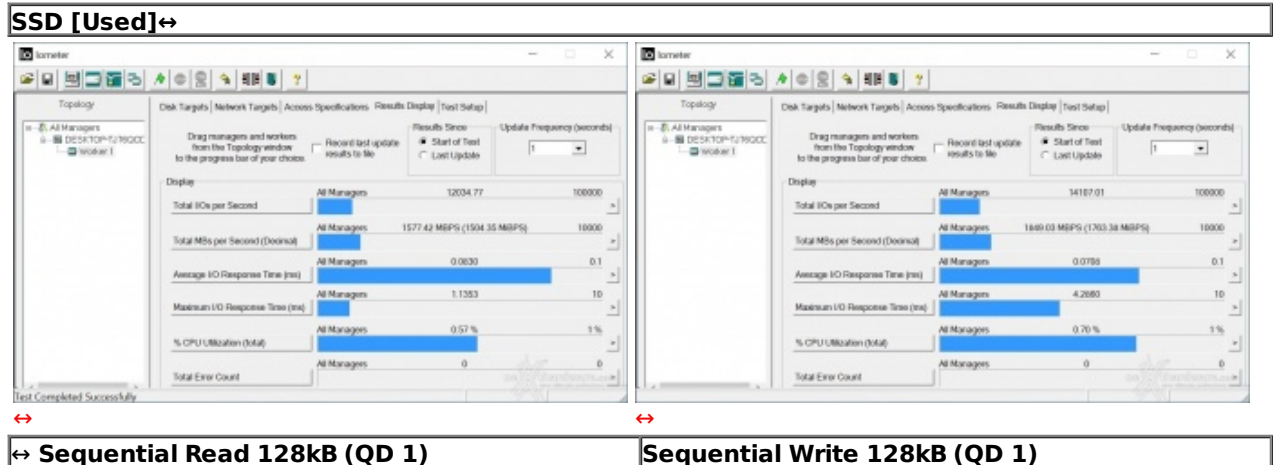 SSD [Used]↔
Iometer
Topology
All Managers
Worker 1
Disk Targets Network Targets Access Specifications Results Display Test Setup
Drag managers and workers
from the Topology window
to the progress bar of your choice.
Record last update
results to file
Results Since
Start of Test
Last Update
Update Frequency (seconds)
1
Display
All Managers 12034.77 100000
Total I/Os per Second
All Managers 1577.42 MBPS (1504.35 MiBPS) 10000
Total MBs per Second (Decimal)
All Managers 0.0830 0.1
Average I/O Response Time (ms)
All Managers 1.1353 10
Maximum I/O Response Time (ms)
All Managers 0.57 % 1 %
% CPU Utilization (total)
All Managers 0 0
Total Error Count
Test Completed Successfully
Iometer
Topology
All Managers
Worker 1
Disk Targets Network Targets Access Specifications Results Display Test Setup
Drag managers and workers
from the Topology window
to the progress bar of your choice.
Record last update
results to file
Results Since
Start of Test
Last Update
Update Frequency (seconds)
1
Display
All Managers 14107.01 100000
Total I/Os per Second
All Managers 1849.03 MBPS (1763.38 MiBPS) 10000
Total MBs per Second (Decimal)
All Managers 0.0708 0.1
Average I/O Response Time (ms)
All Managers 4.2680 10
Maximum I/O Response Time (ms)
All Managers 0.70 % 1 %
% CPU Utilization (total)
All Managers 0 0
Total Error Count
↔ ↔
↔ Sequential Read 128kB (QD 1)
Sequential Write 128kB (QD 1)